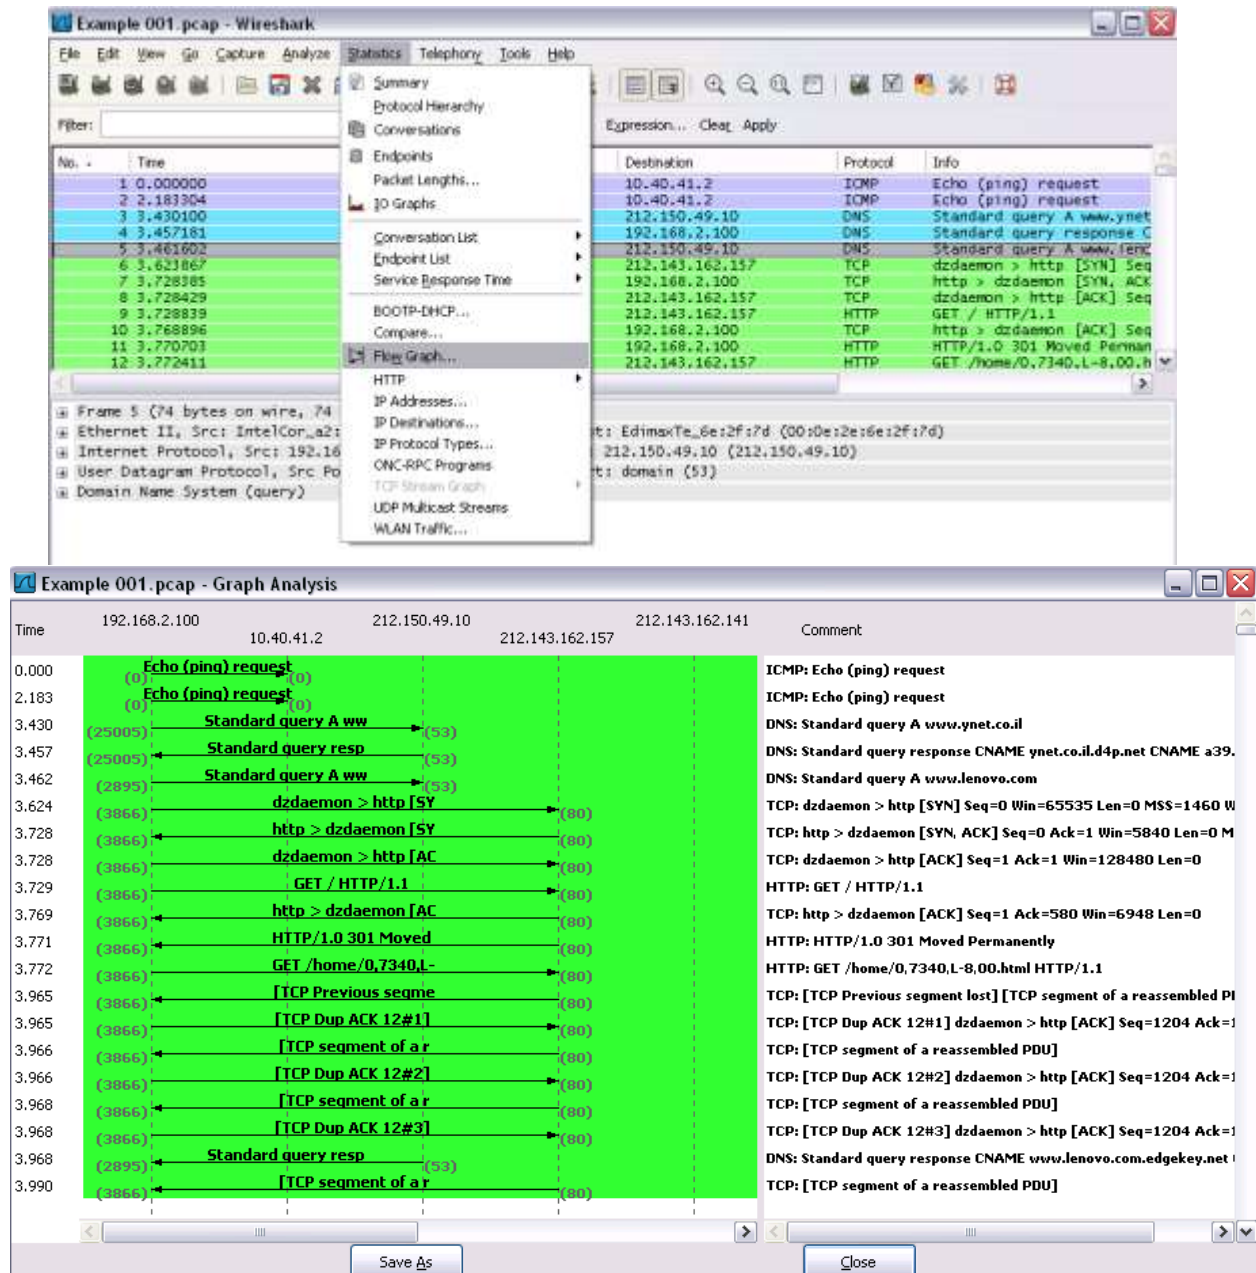 Example 001.pcap - Wireshark
File Edit View Go Capture Analyze Statistics Telephony Tools Help
Filter: Expression... Clear Apply
No. Time Destination Protocol Info
1 0.000000 10.40.41.2 ICMP Echo (ping) request
2 2.183304 10.40.41.2 ICMP Echo (ping) request
3 3.430100 212.150.49.10 DNS Standard query A www.ynet
4 3.457181 192.168.2.100 DNS Standard query response C
5 3.461602 212.150.49.10 DNS Standard query A www.lenc
6 3.623867 212.143.162.157 TCP dzdaemon > http [SYN] Seq
7 3.728385 192.168.2.100 TCP http > dzdaemon [SYN, ACK
8 3.728429 212.143.162.157 TCP dzdaemon > http [ACK] Seq
9 3.728839 212.143.162.157 HTTP GET / HTTP/1.1
10 3.768896 192.168.2.100 TCP http > dzdaemon [ACK] Seq
11 3.770703 192.168.2.100 HTTP HTTP/1.0 301 Moved Perman
12 3.772411 212.143.162.157 HTTP GET /home/0,7340,L-8,00.h
Summary
Protocol Hierarchy
Conversations
Endpoints
Packet Lengths...
IO Graphs
Conversation List
Endpoint List
Service Response Time
BOOTP-DHCP...
Compare...
Flow Graph...
HTTP
IP Addresses...
IP Destinations...
IP Protocol Types...
ONC-RPC Programs
TCP Stream Graph
UDP Multicast Streams
WLAN Traffic...
Frame 5 (74 bytes on wire, 74
Ethernet II, Src: IntelCor_a2: t: EdimaxTe_6e:2f:7d (00:0e:2e:6e:2f:7d)
Internet Protocol, Src: 192.16 212.150.49.10 (212.150.49.10)
User Datagram Protocol, Src Po rt: domain (53)
Domain Name System (query)
Example 001.pcap - Graph Analysis
Time 192.168.2.100 10.40.41.2 212.150.49.10 212.143.162.157 212.143.162.141 Comment
0.000 Echo (ping) request (0) (0) ICMP: Echo (ping) request
2.183 Echo (ping) request (0) (0) ICMP: Echo (ping) request
3.430 Standard query A ww (25005) (53) DNS: Standard query A www.ynet.co.il
3.457 Standard query resp (25005) (53) DNS: Standard query response CNAME ynet.co.il.d4p.net CNAME a39.
3.462 Standard query A ww (2895) (53) DNS: Standard query A www.lenovo.com
3.624 dzdaemon > http [SY (3866) (80) TCP: dzdaemon > http [SYN] Seq=0 Win=65535 Len=0 MSS=1460 W
3.728 http > dzdaemon [SY (3866) (80) TCP: http > dzdaemon [SYN, ACK] Seq=0 Ack=1 Win=5840 Len=0 M
3.728 dzdaemon > http [AC (3866) (80) TCP: dzdaemon > http [ACK] Seq=1 Ack=1 Win=128480 Len=0
3.729 GET / HTTP/1.1 (3866) (80) HTTP: GET / HTTP/1.1
3.769 http > dzdaemon [AC (3866) (80) TCP: http > dzdaemon [ACK] Seq=1 Ack=580 Win=6948 Len=0
3.771 HTTP/1.0 301 Moved (3866) (80) HTTP: HTTP/1.0 301 Moved Permanently
3.772 GET /home/0,7340,L- (3866) (80) HTTP: GET /home/0,7340,L-8,00.html HTTP/1.1
3.965 [TCP Previous segme (3866) (80) TCP: [TCP Previous segment lost] [TCP segment of a reassembled P
3.965 [TCP Dup ACK 12#1] (3866) (80) TCP: [TCP Dup ACK 12#1] dzdaemon > http [ACK] Seq=1204 Ack=1
3.966 [TCP segment of a r (3866) (80) TCP: [TCP segment of a reassembled PDU]
3.966 [TCP Dup ACK 12#2] (3866) (80) TCP: [TCP Dup ACK 12#2] dzdaemon > http [ACK] Seq=1204 Ack=1
3.968 [TCP segment of a r (3866) (80) TCP: [TCP segment of a reassembled PDU]
3.968 [TCP Dup ACK 12#3] (3866) (80) TCP: [TCP Dup ACK 12#3] dzdaemon > http [ACK] Seq=1204 Ack=1
3.968 Standard query resp (2895) (53) DNS: Standard query response CNAME www.lenovo.com.edgekey.net
3.990 [TCP segment of a r (3866) (80) TCP: [TCP segment of a reassembled PDU]
Save As Close